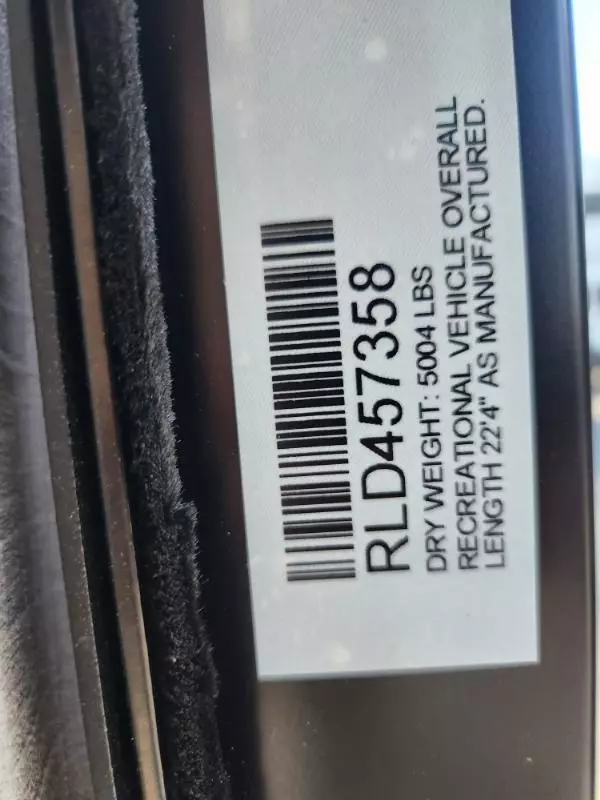 RLD457358
DRY WEIGHT: 5004 LBS
RECREATIONAL VEHICLE OVERALL
LENGTH 22'4" AS MANUFACTURED.